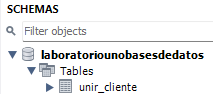 SCHEMAS
Filter objects
laboratoriounobasesdedatos
Tables
unir_cliente